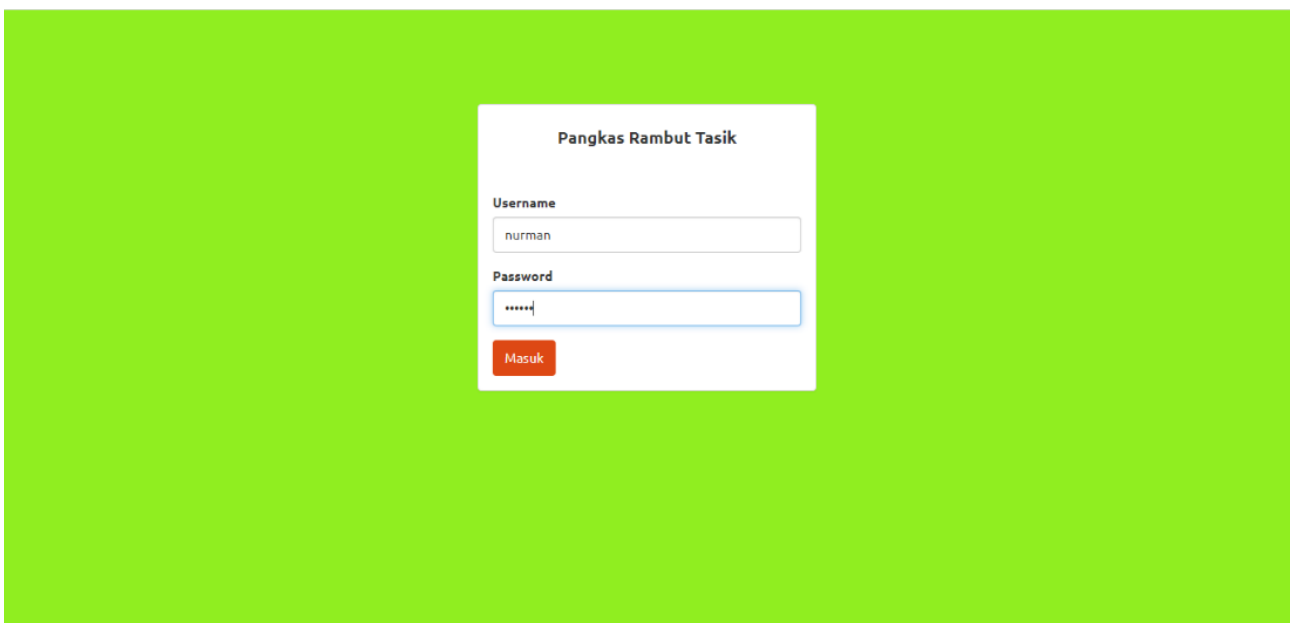 Pangkas Rambut Tasik
Username
nurman
Password
••••••
Masuk